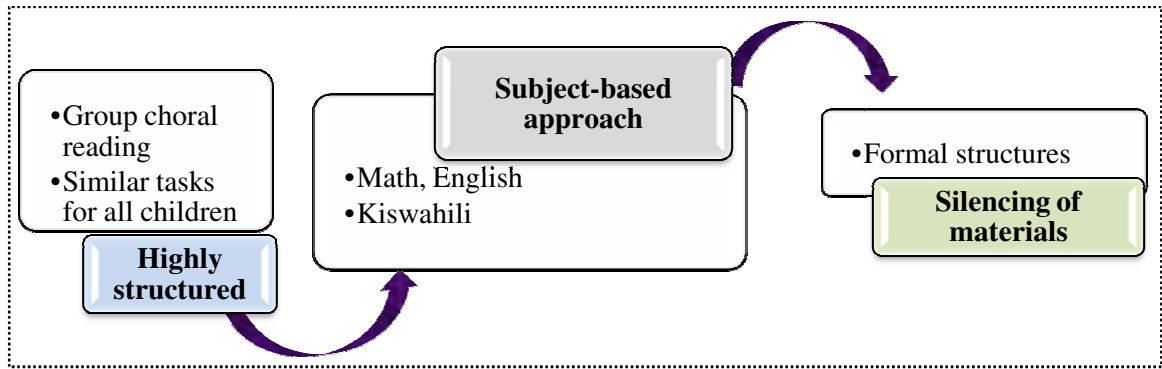 •Group choral
reading
•Similar tasks
for all children
Highly
structured
Subject-based
approach
•Math, English
•Kiswahili
•Formal structures
Silencing of
materials